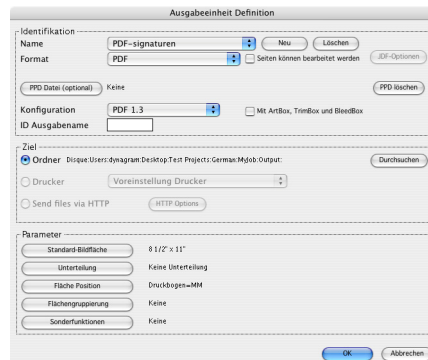 Ausgabeeinheit Definition
Identifikation
Name PDF-signaturen Neu Löschen
Format PDF Seiten können bearbeitet werden JDF-Optionen
PPD Datei (optional) Keine PPD löschen
Konfiguration PDF 1.3 Mit ArtBox, TrimBox und BleedBox
ID Ausgabename
Ziel
Ordner Disque:Users:dynagram:Desktop:Test Projects:German:MyJob:Output: Durchsuchen
Drucker Voreinstellung Drucker
Send files via HTTP HTTP Options
Parameter
Standard-Bildfläche 8 1/2" x 11"
Unterteilung Keine Unterteilung
Fläche Position Druckbogen=MM
Flächengruppierung Keine
Sonderfunktionen Keine
OK Abbrechen